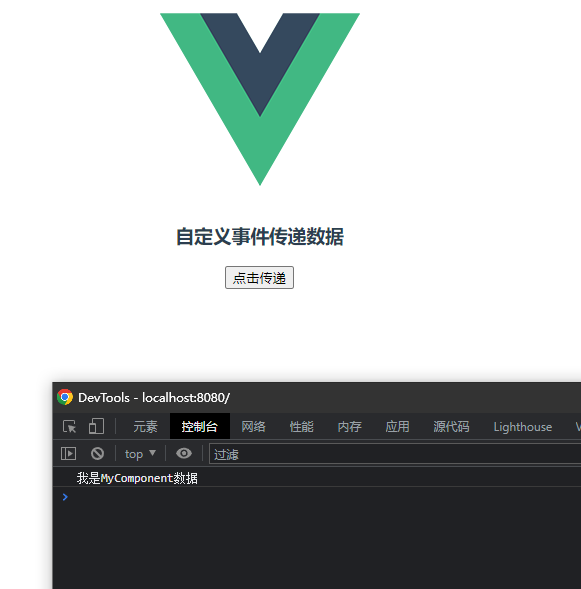 自定义事件传递数据
点击传递
DevTools - localhost:8080/
元素 控制台 网络 性能 内存 应用 源代码 Lighthouse
top 过滤
我是MyComponent数据